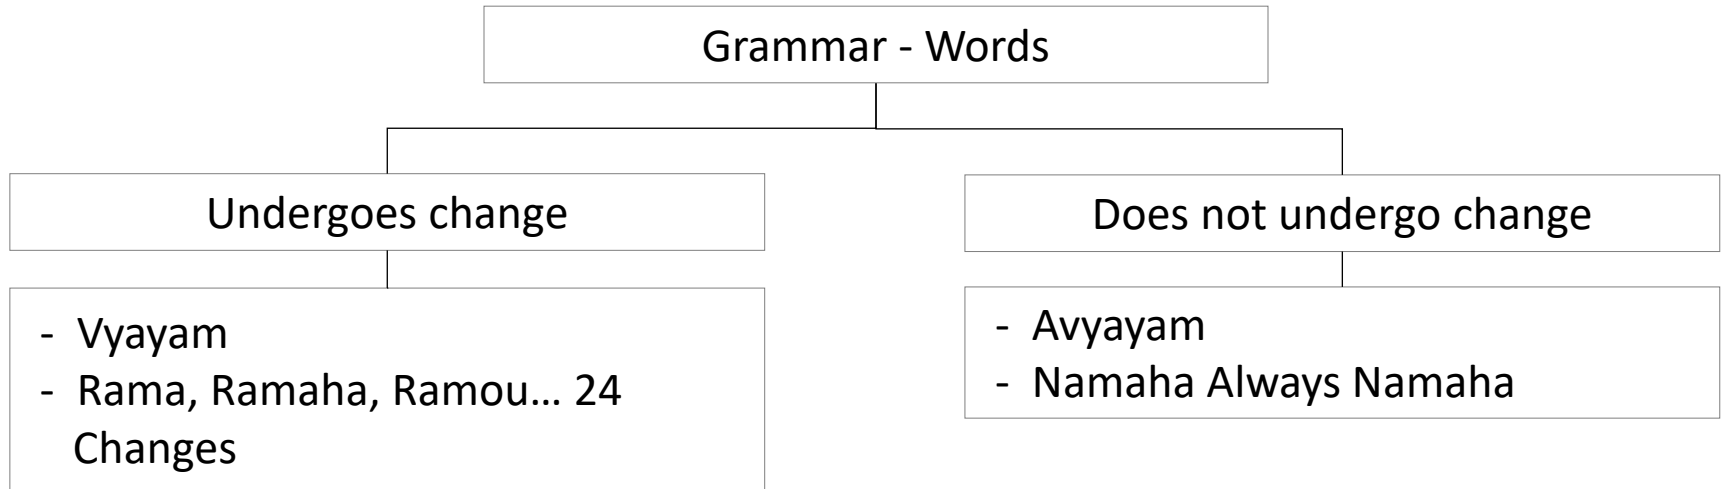 Grammar - Words
Undergoes change
- Vyayam
- Rama, Ramaha, Ramou... 24
Changes
Does not undergo change
- Avyayam
- Namaha Always Namaha